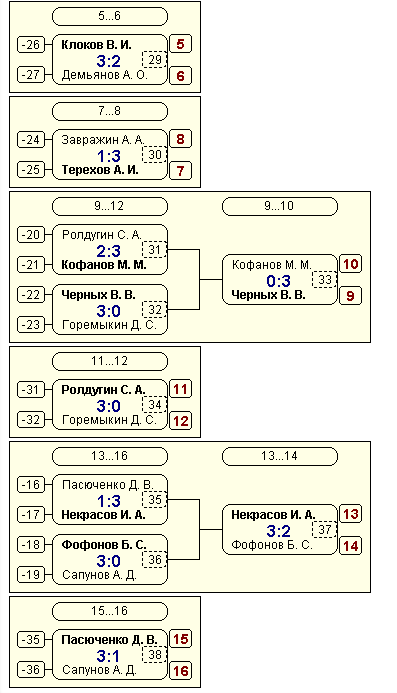 5...6
-26 Клоков В. И. 5
3:2 29
-27 Демьянов А. О. 6
7...8
-24 Завражин А. А. 8
1:3 30
-25 Терехов А. И. 7
9...12 9...10
-20 Ролдугин С. А.
2:3 31
-21 Кофанов М. М.
Кофанов М. М. 10
0:3 33
Черных В. В. 9
-22 Черных В. В.
3:0 32
-23 Горемыкин Д. С.
11...12
-31 Ролдугин С. А. 11
3:0 34
-32 Горемыкин Д. С. 12
13...16 13...14
-16 Пасюченко Д. В.
1:3 35
-17 Некрасов И. А.
Некрасов И. А. 13
3:2 37
Фофонов Б. С. 14
-18 Фофонов Б. С.
3:0 36
-19 Сапунов А. Д.
15...16
-35 Пасюченко Д. В. 15
3:1 38
-36 Сапунов А. Д. 16